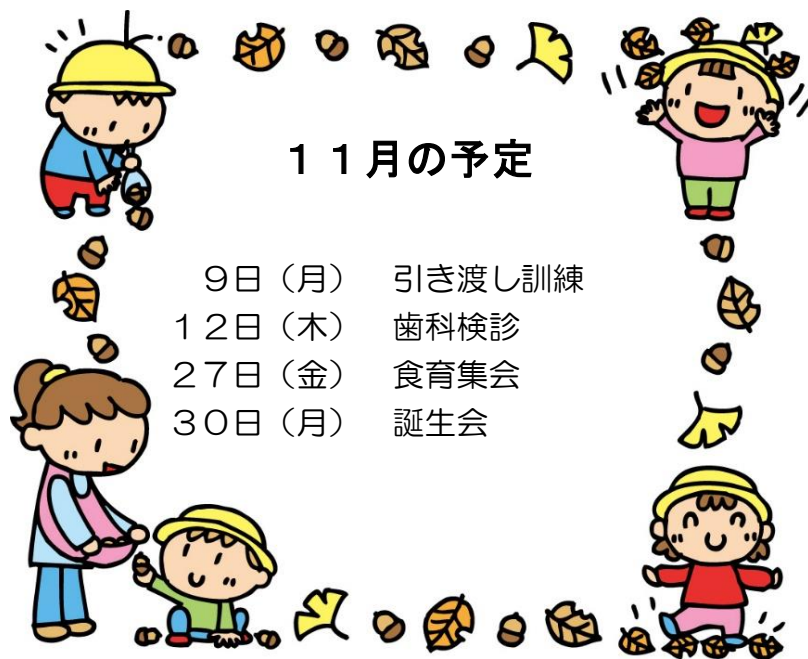 １１月の予定
９日（月）　引き渡し訓練
１２日（木）　歯科検診
２７日（金）　食育集会
３０日（月）　誕生会